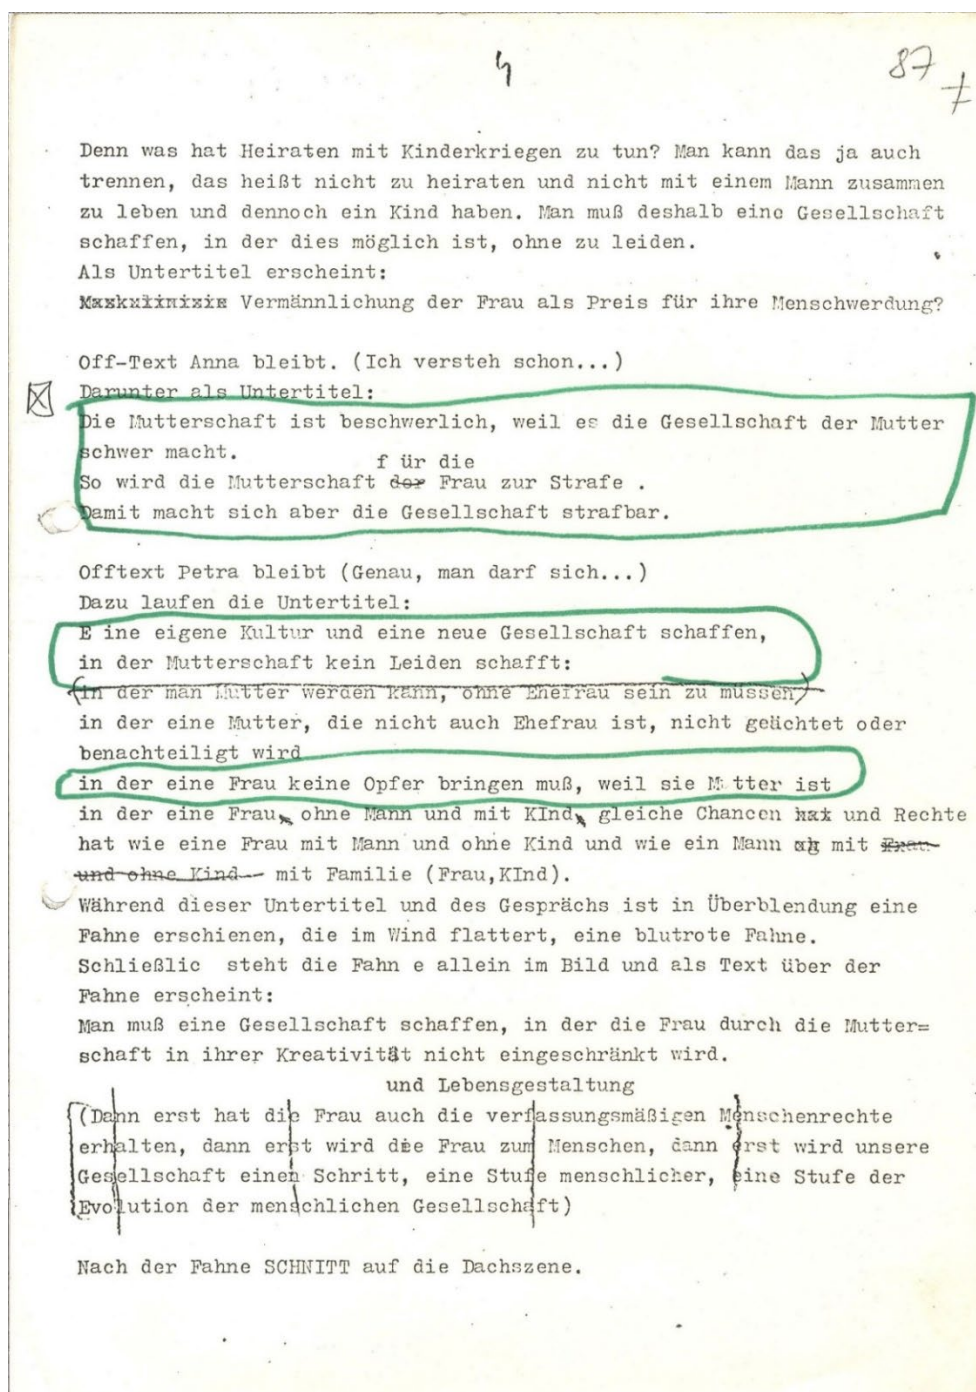 4
87
Denn was hat Heiraten mit Kinderkriegen zu tun? Man kann das ja auch
trennen, das heißt nicht zu heiraten und nicht mit einem Mann zusammen
zu leben und dennoch ein Kind haben. Man muß deshalb eine Gesellschaft
schaffen, in der dies möglich ist, ohne zu leiden.
Als Untertitel erscheint:
Vermännlichung der Frau als Preis für ihre Menschwerdung?
Off-Text Anna bleibt. (Ich versteh schon...)
Darunter als Untertitel:
Die Mutterschaft ist beschwerlich, weil es die Gesellschaft der Mutter
schwer macht.
f ür die
So wird die Mutterschaft der Frau zur Strafe .
Damit macht sich aber die Gesellschaft strafbar.
Offtext Petra bleibt (Genau, man darf sich...)
Dazu laufen die Untertitel:
E ine eigene Kultur und eine neue Gesellschaft schaffen,
in der Mutterschaft kein Leiden schafft:
(in der man Mutter werden kann, ohne Ehefrau sein zu müssen)
in der eine Mutter, die nicht auch Ehefrau ist, nicht geächtet oder
benachteiligt wird
in der eine Frau keine Opfer bringen muß, weil sie M tter ist
in der eine Frau, ohne Mann und mit KInd, gleiche Chancen hat und Rechte
hat wie eine Frau mit Mann und ohne Kind und wie ein Mann mit Frau
und ohne Kind mit Familie (Frau,KInd).
Während dieser Untertitel und des Gesprächs ist in Überblendung eine
Fahne erschienen, die im Wind flattert, eine blutrote Fahne.
Schließlic steht die Fahn e allein im Bild und als Text über der
Fahne erscheint:
Man muß eine Gesellschaft schaffen, in der die Frau durch die Mutter=
schaft in ihrer Kreativität nicht eingeschränkt wird.
und Lebensgestaltung
(Dann erst hat die Frau auch die verfassungsmäßigen Menschenrechte
erhalten, dann erst wird die Frau zum Menschen, dann erst wird unsere
Gesellschaft einen Schritt, eine Stufe menschlicher, eine Stufe der
Evolution der menschlichen Gesellschaft)
Nach der Fahne SCHNITT auf die Dachszene.